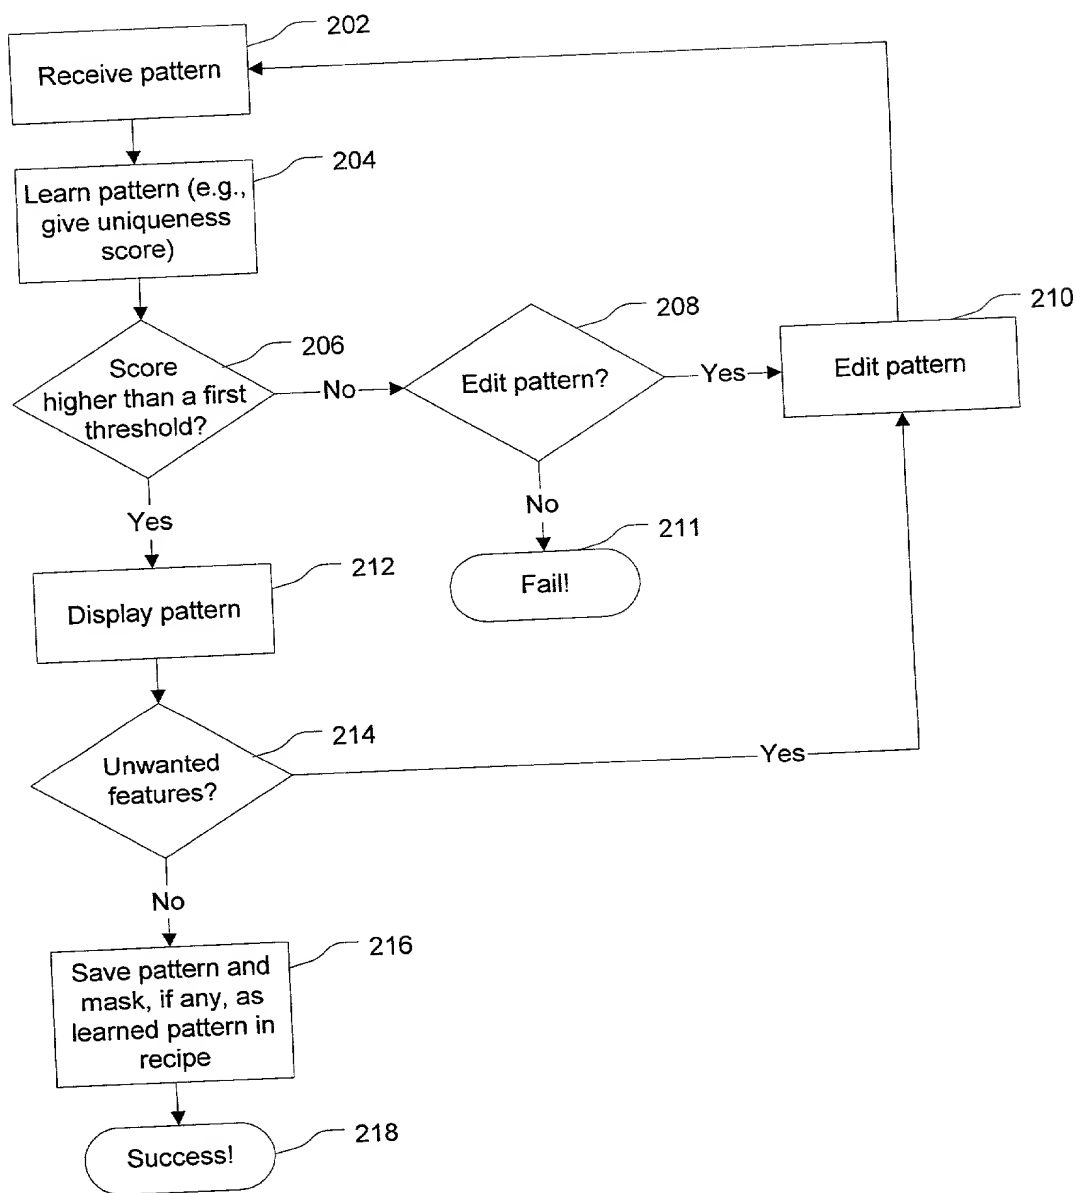 202
Receive pattern
204
Learn pattern (e.g.,
give uniqueness
score)
206
Score
higher than a first
threshold?
No
208
Edit pattern?
Yes
210
Edit pattern
No
211
Fail!
Yes
212
Display pattern
214
Unwanted
features?
Yes
No
216
Save pattern and
mask, if any, as
learned pattern in
recipe
218
Success!